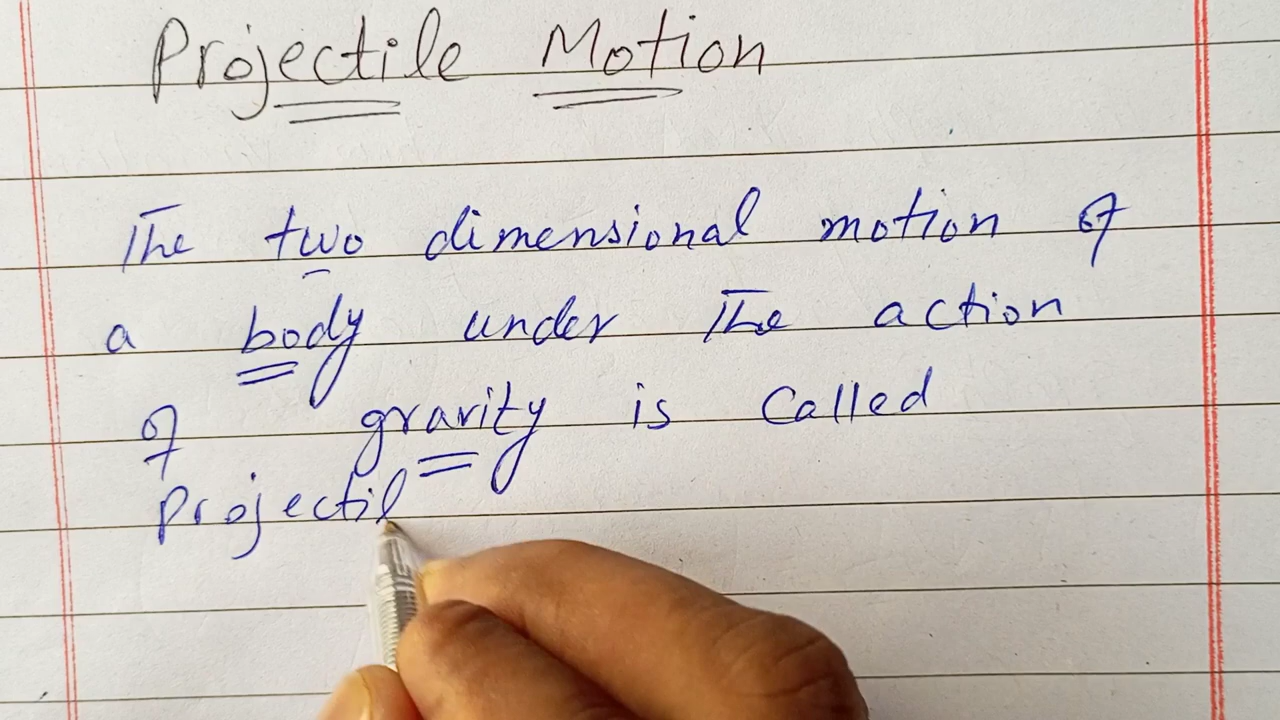 Projectile Motion
The two dimensional motion of
a body under The action
of gravity is Called
Projectil